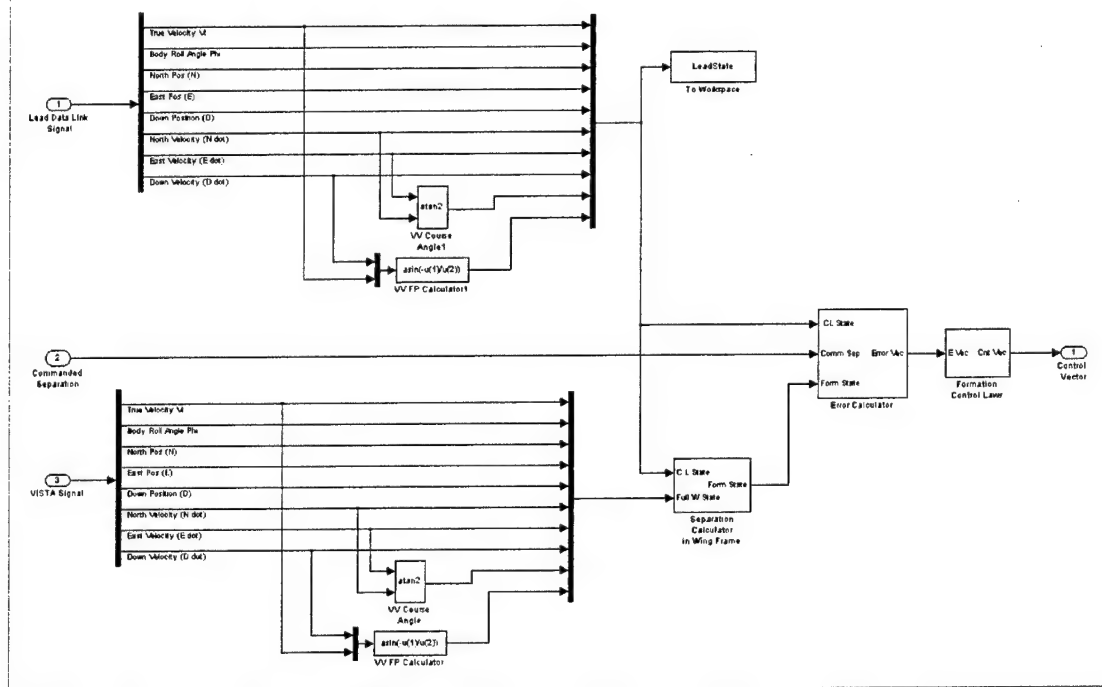 True Velocity Vt
Body Roll Angle Phi
North Pos (N)
East Pos (E)
Down Position (D)
North Velocity (N dot)
East Velocity (E dot)
Down Velocity (D dot)
1
Lead Data Link
Signal
atan2
VV Course
Angle1
asin(-u(1)/u(2))
VV FP Calculator1
LeadState
To Workspace
2
Commanded
Separation
CL State
Comm Sep
Error Vec
Form State
Error Calculator
E Vec
Cnt Vec
Formation
Control Laws
1
Control
Vector
True Velocity Vt
Body Roll Angle Phi
North Pos (N)
East Pos (E)
Down Position (D)
North Velocity (N dot)
East Velocity (E dot)
Down Velocity (D dot)
3
VISTA Signal
atan2
VV Course
Angle
asin(-u(1)/u(2))
VV FP Calculator
C L State
Form State
Full W State
Separation
Calculator
in Wing Frame